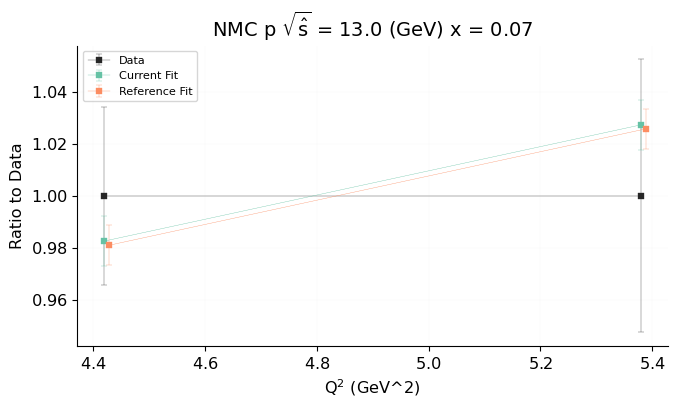 NMC p √ŝ = 13.0 (GeV) x = 0.07
Data
Current Fit
Reference Fit
Ratio to Data
1.04
1.02
1.00
0.98
0.96
4.4 4.6 4.8 5.0 5.2 5.4
Q² (GeV^2)